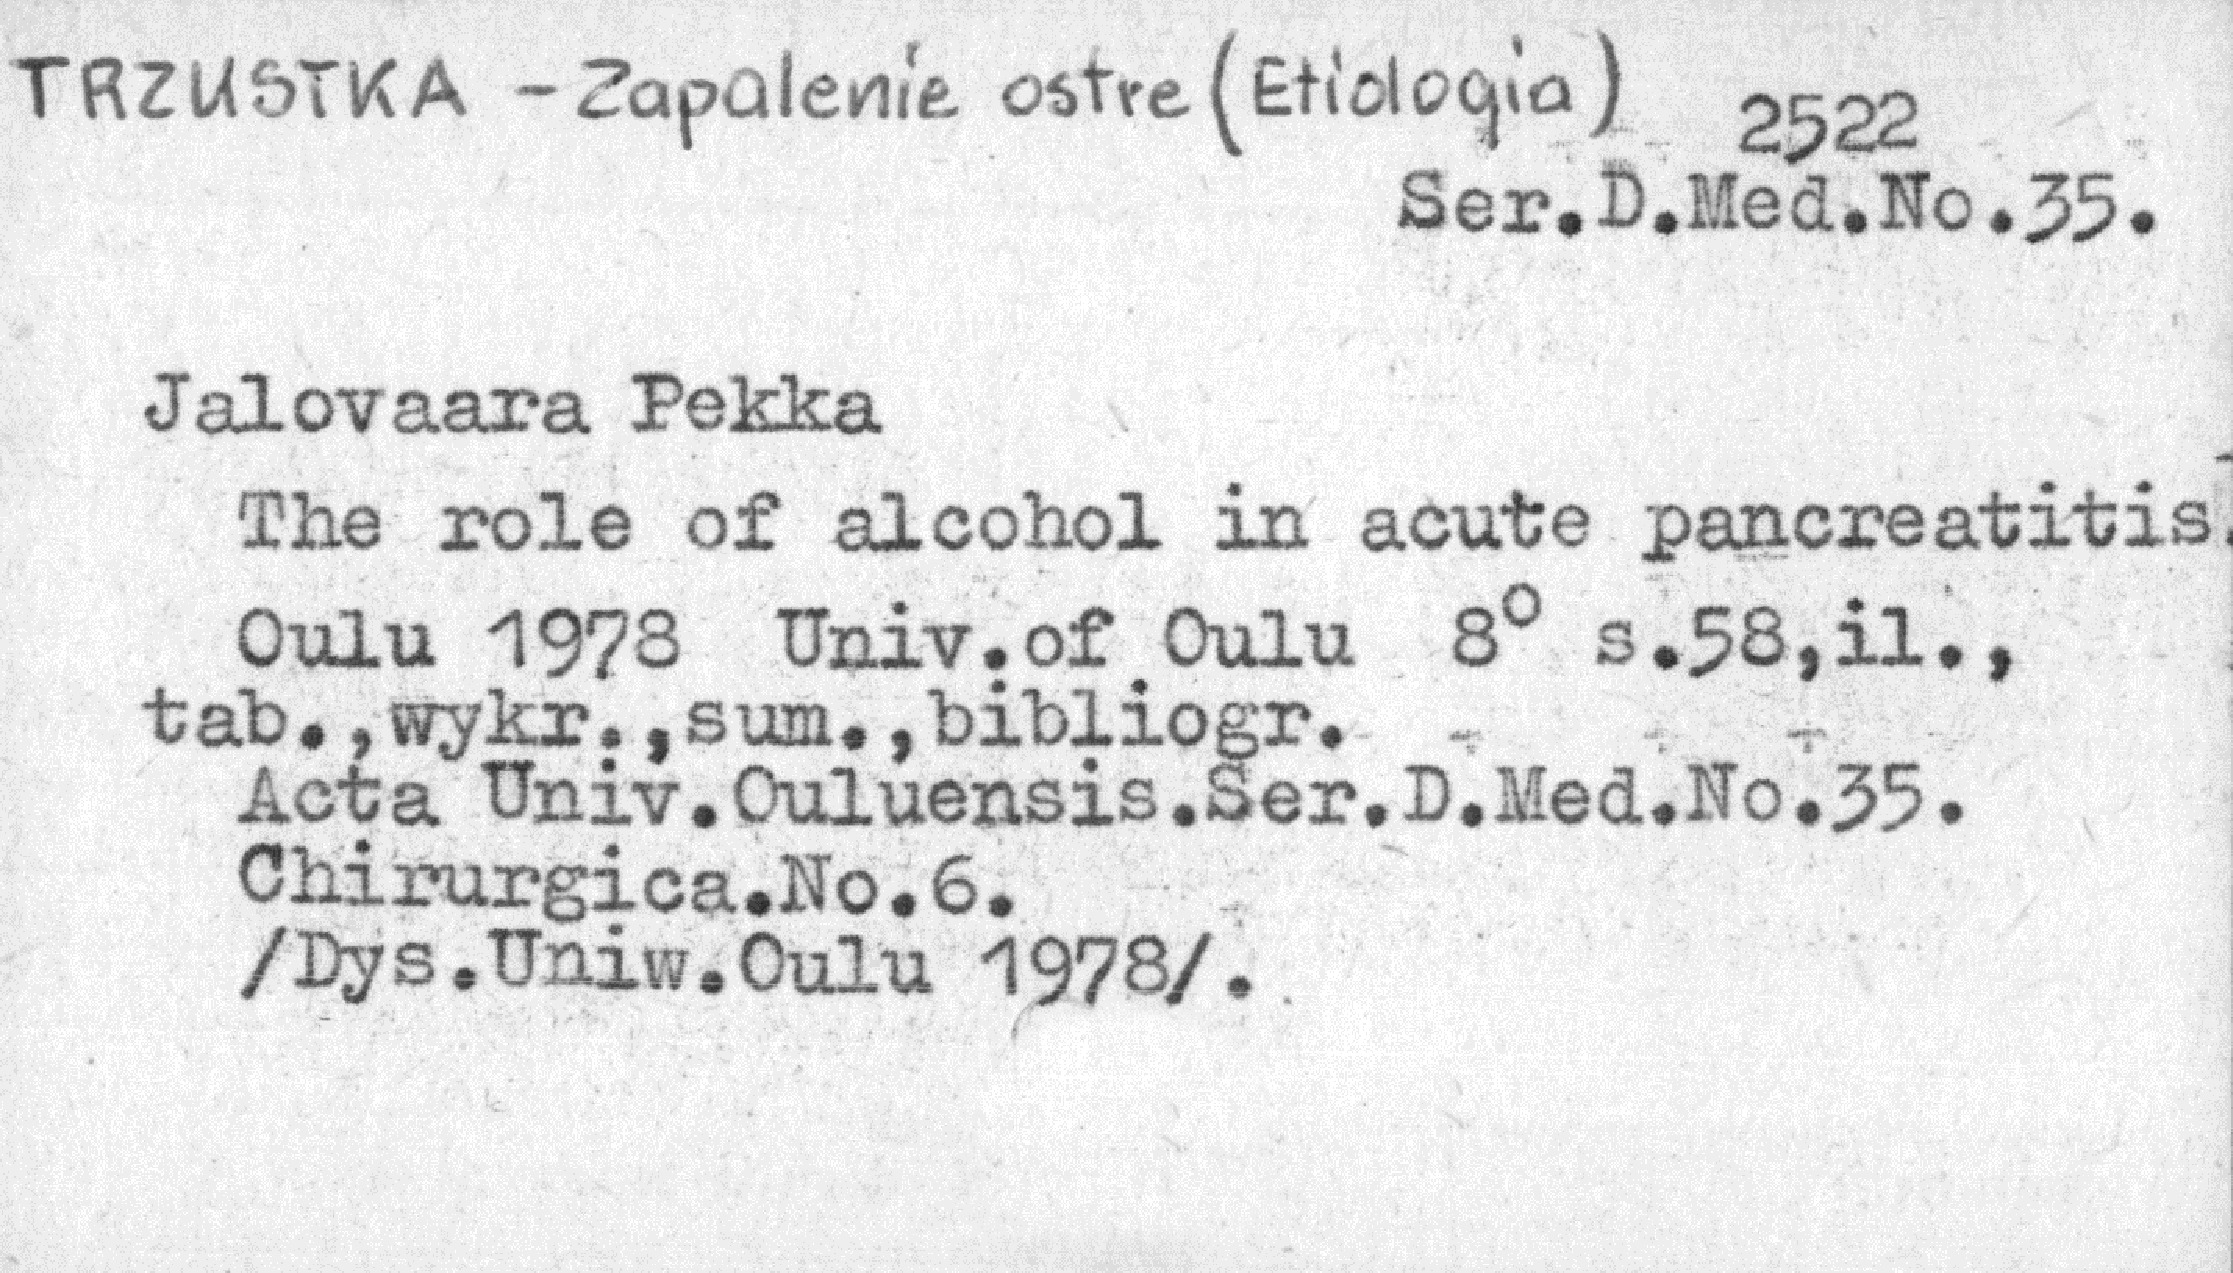 TRZUSTKA - Zapalenie ostre (Etiologia)
2522
Ser.D.Med.No.35.
Jalovaara Pekka
The role of alcohol in acute pancreatitis.
Oulu 1978 Univ.of Oulu 8° s.58,il.,
tab.,wykr.,sum.,bibliogr.
Acta Univ.Ouluensis.Ser.D.Med.No.35.
Chirurgica.No.6.
/Dys.Uniw.Oulu 1978/.